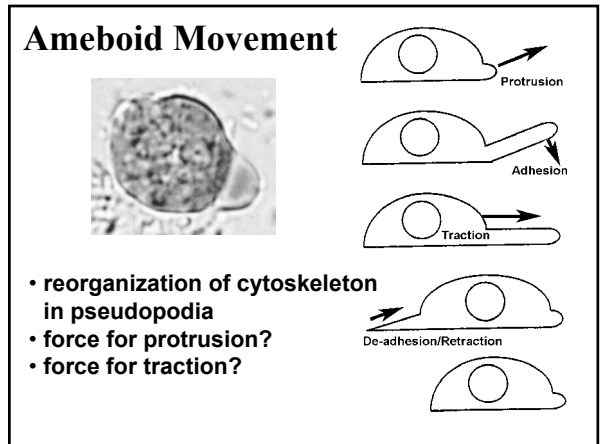 Ameboid Movement
Protrusion
Adhesion
Traction
• reorganization of cytoskeleton
in pseudopodia
• force for protrusion?
• force for traction?
De-adhesion/Retraction